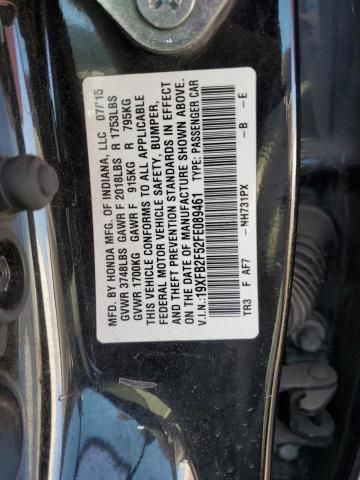 MFD. BY HONDA MFG. OF INDIANA, LLC 07/15
GVWR 3748LBS GAWR F 2018LBS R 1753LBS
GVWR 1700KG GAWR F 915KG R 795KG
THIS VEHICLE CONFORMS TO ALL APPLICABLE
FEDERAL MOTOR VEHICLE SAFETY, BUMPER,
AND THEFT PREVENTION STANDARDS IN EFFECT
ON THE DATE OF MANUFACTURE SHOWN ABOVE.
V.I.N.:19XFB2F52FE089461 TYPE: PASSENGER CAR
TR3 F AF7 - NH731PX - B - E